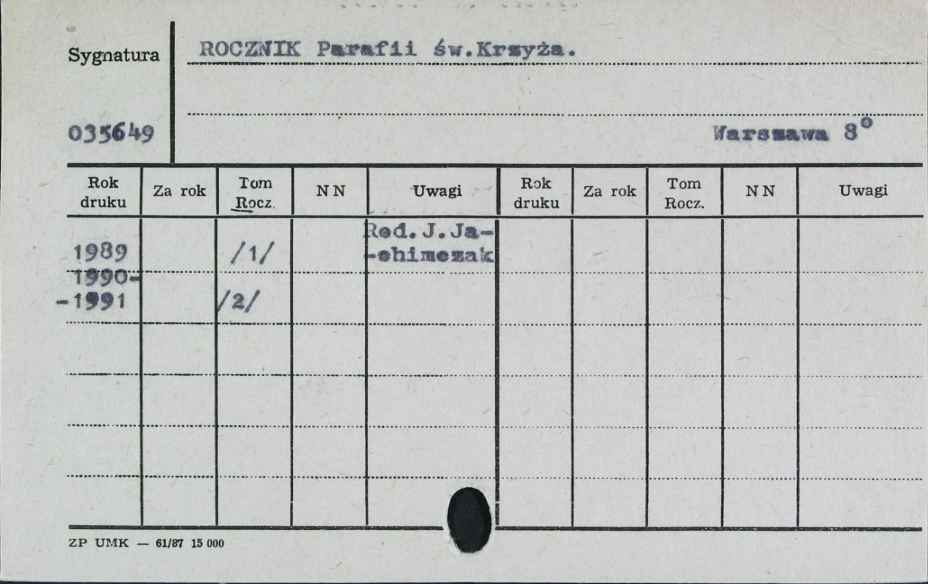 Sygnatura ROCZNIK Parafii św.Krzyża.
035649 Warszawa 8°
Rok druku Za rok Tom Rocz. N N Uwagi Rok druku Za rok Tom Rocz. N N Uwagi
Red.J.Ja-
1989 /1/ -chimczak
1990-
-1991 /2/
ZP UMK — 61/87 15 000